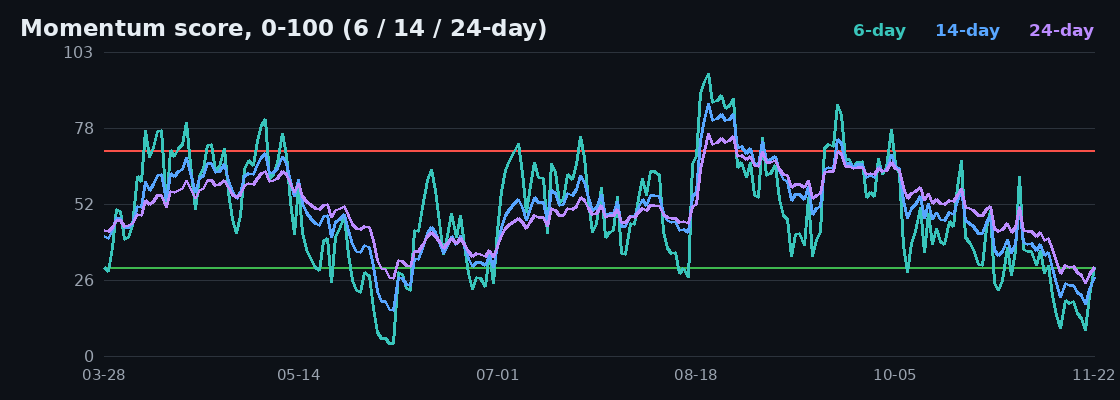 Momentum score, 0-100 (6 / 14 / 24-day)
6-day 14-day 24-day
103
78
52
26
0
03-28 05-14 07-01 08-18 10-05 11-22